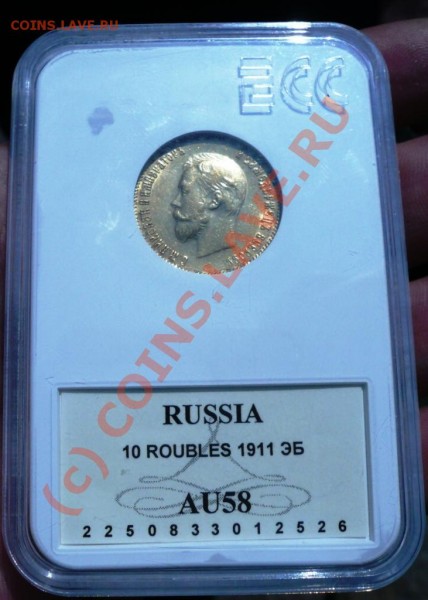 COINS.LAVE.RU
ECC
RUSSIA
10 ROUBLES 1911 ЭБ
AU58
2 2 5 0 8 3 3 0 1 2 5 2 6
(c) COINS.LAVE.RU